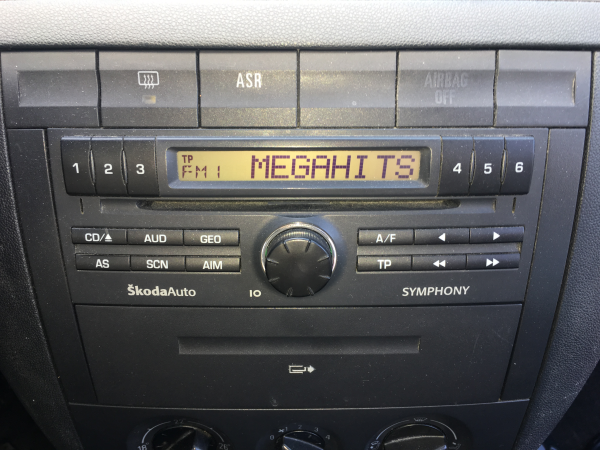 ASR
AIRBAG
OFF
1 2 3
TP
FM1 MEGAHITS
4 5 6
CD/▲ AUD GEO
AS SCN AIM
A/F ◄ ►
TP ◄◄ ►►
ŠkodaAuto
IO
SYMPHONY